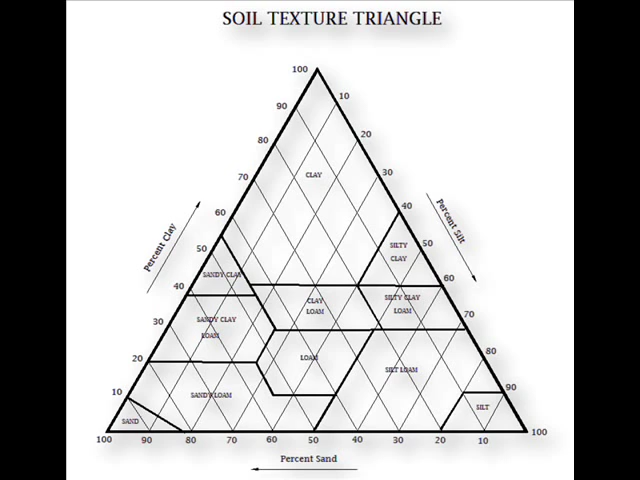 SOIL TEXTURE TRIANGLE
100
90
10
80
20
70
30
CLAY
60
40
Percent Clay
Percent Silt
50
SILTY
CLAY
50
40
SANDY CLAY
60
30
SANDY CLAY
LOAM
CLAY
LOAM
SILTY CLAY
LOAM
70
20
LOAM
80
10
SANDY LOAM
SILT LOAM
90
SAND
SILT
100
100 90 80 70 60 50 40 30 20 10
Percent Sand